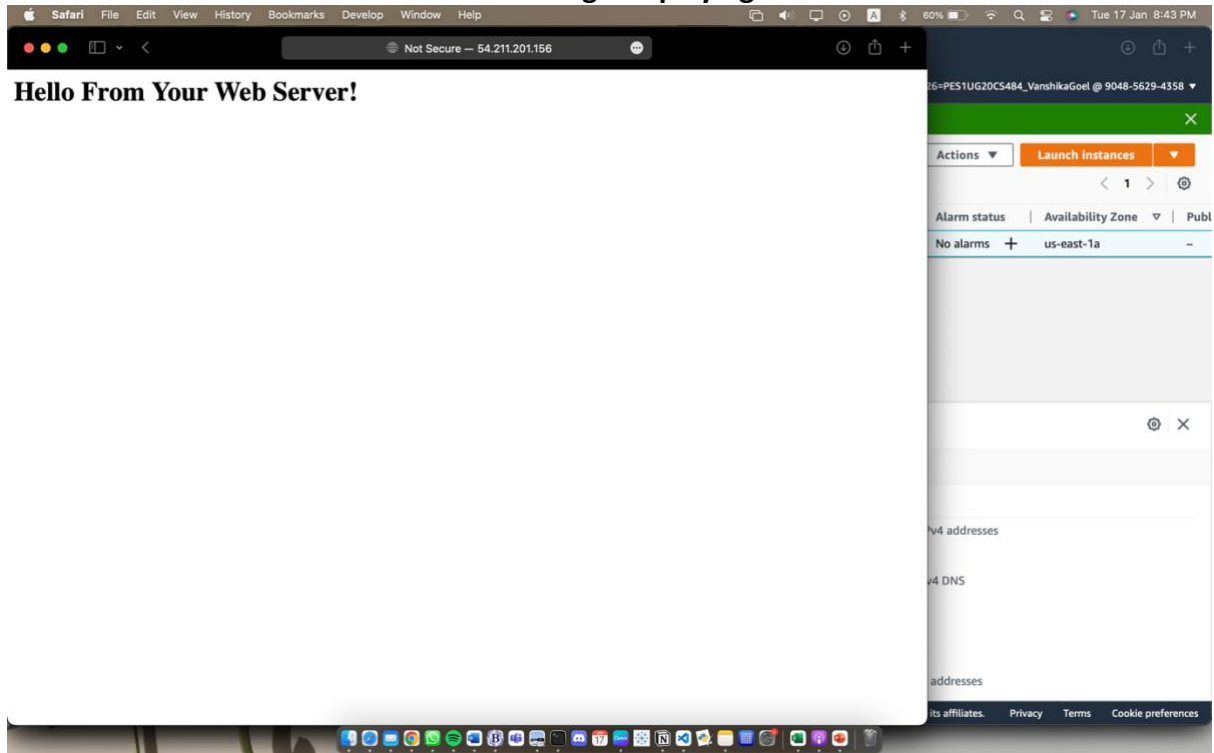 Safari File Edit View History Bookmarks Develop Window Help
60% Tue 17 Jan 8:43 PM
Not Secure — 54.211.201.156
Hello From Your Web Server!
26=PES1UG20CS484_VanshikaGoel @ 9048-5629-4358
Actions Launch instances
1
Alarm status Availability Zone Publ
No alarms + us-east-1a –
Pv4 addresses
v4 DNS
addresses
its affiliates. Privacy Terms Cookie preferences
17